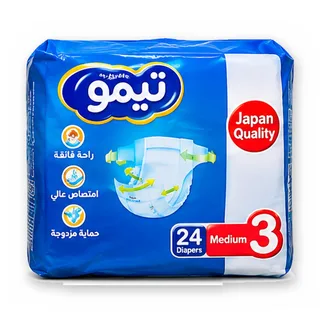 تيمو
Japan
Quality
راحة فائقة
امتصاص عالي
حماية مزدوجة
24
Diapers
Medium
3